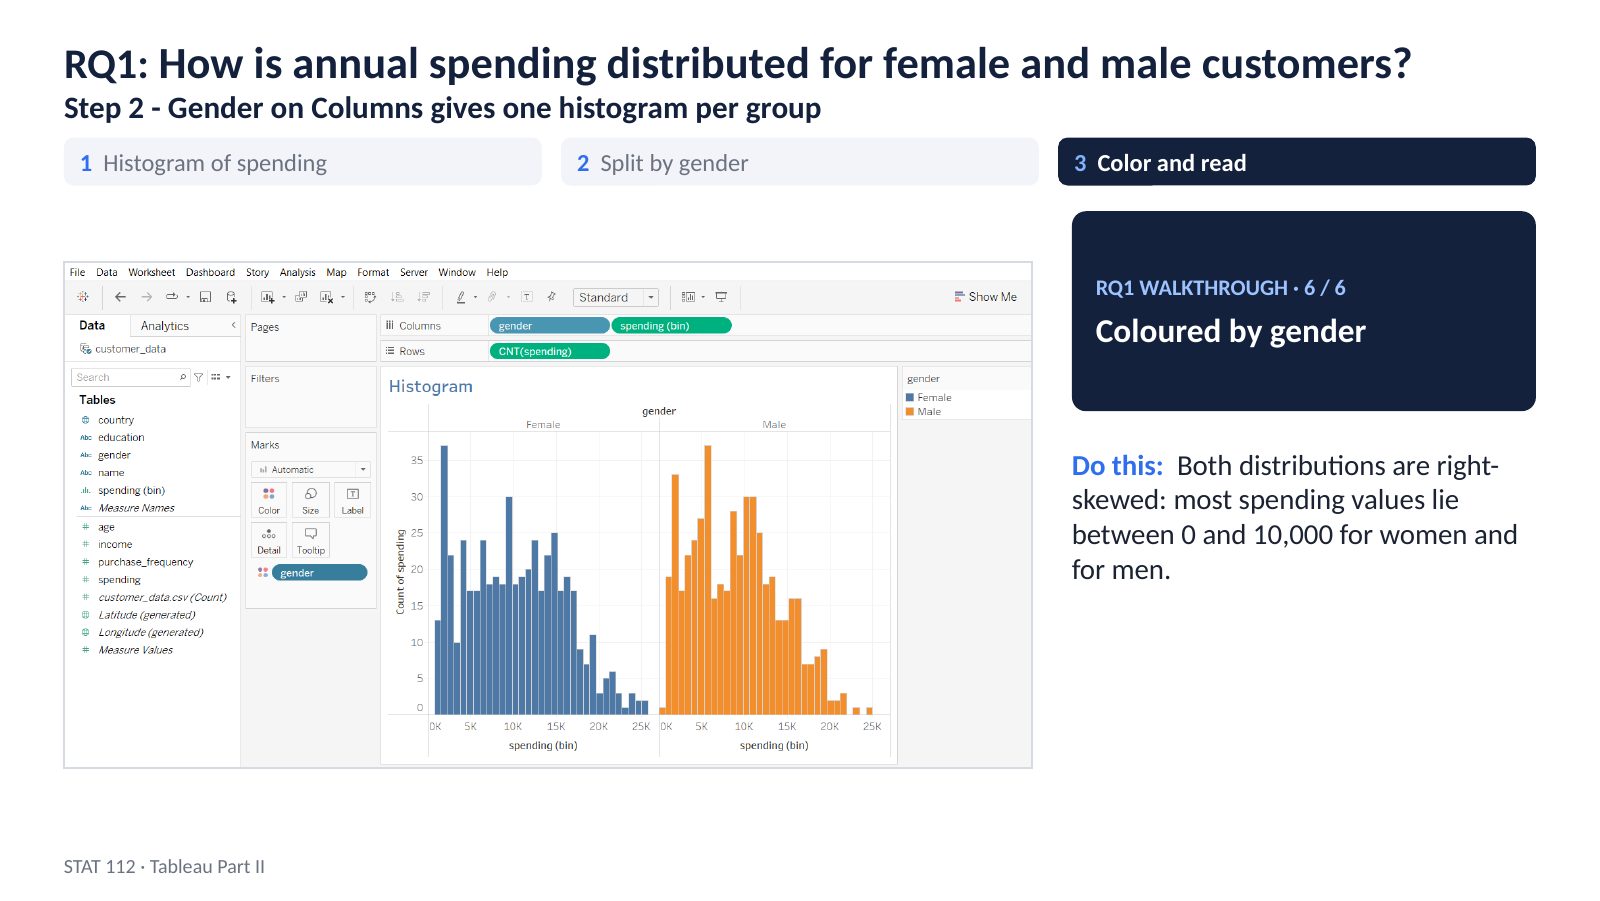 RQ1: How is annual spending distributed for female and male customers?
Step 2 - Gender on Columns gives one histogram per group
1 Histogram of spending
2 Split by gender
3 Color and read
File Data Worksheet Dashboard Story Analysis Map Format Server Window Help
Standard
Show Me
Data Analytics
customer_data
Search
Tables
country
Abc education
Abc gender
Abc name
spending (bin)
Abc Measure Names
# age
# income
# purchase_frequency
# spending
# customer_data.csv (Count)
Latitude (generated)
Longitude (generated)
# Measure Values
Pages
Filters
Marks
Automatic
Color Size Label
Detail Tooltip
gender
Columns gender spending (bin)
Rows CNT(spending)
Histogram
gender
Female Male
Count of spending
35
30
25
20
15
10
5
0
0K 5K 10K 15K 20K 25K 0K 5K 10K 15K 20K 25K
spending (bin) spending (bin)
gender
Female
Male
RQ1 WALKTHROUGH · 6 / 6
Coloured by gender
Do this: Both distributions are right-
skewed: most spending values lie
between 0 and 10,000 for women and
for men.
STAT 112 · Tableau Part II